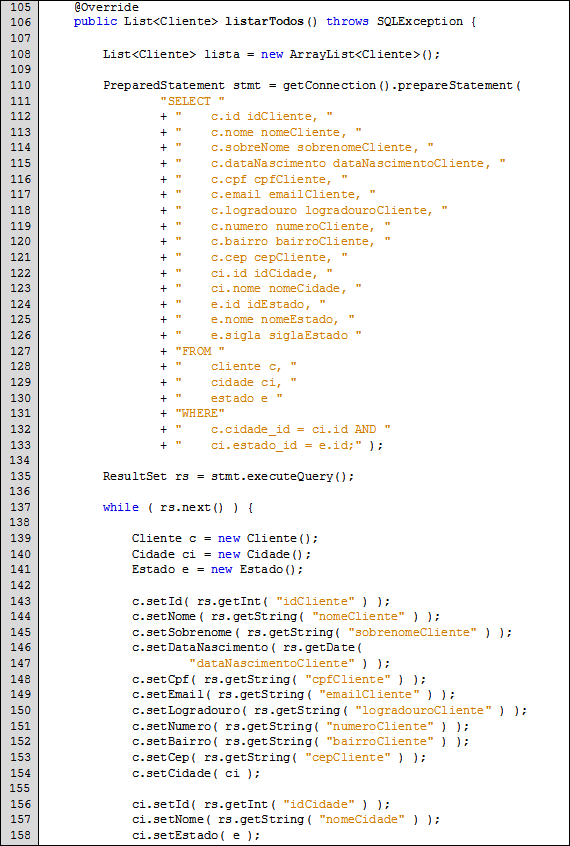 105     @Override
106     public List<Cliente> listarTodos() throws SQLException {
107
108         List<Cliente> lista = new ArrayList<Cliente>();
109
110         PreparedStatement stmt = getConnection().prepareStatement(
111                 "SELECT "
112                 + "    c.id idCliente, "
113                 + "    c.nome nomeCliente, "
114                 + "    c.sobreNome sobrenomeCliente, "
115                 + "    c.dataNascimento dataNascimentoCliente, "
116                 + "    c.cpf cpfCliente, "
117                 + "    c.email emailCliente, "
118                 + "    c.logradouro logradouroCliente, "
119                 + "    c.numero numeroCliente, "
120                 + "    c.bairro bairroCliente, "
121                 + "    c.cep cepCliente, "
122                 + "    ci.id idCidade, "
123                 + "    ci.nome nomeCidade, "
124                 + "    e.id idEstado, "
125                 + "    e.nome nomeEstado, "
126                 + "    e.sigla siglaEstado "
127                 + "FROM "
128                 + "    cliente c, "
129                 + "    cidade ci, "
130                 + "    estado e "
131                 + "WHERE"
132                 + "    c.cidade_id = ci.id AND "
133                 + "    ci.estado_id = e.id;" );
134
135         ResultSet rs = stmt.executeQuery();
136
137         while ( rs.next() ) {
138
139             Cliente c = new Cliente();
140             Cidade ci = new Cidade();
141             Estado e = new Estado();
142
143             c.setId( rs.getInt( "idCliente" ) );
144             c.setNome( rs.getString( "nomeCliente" ) );
145             c.setSobrenome( rs.getString( "sobrenomeCliente" ) );
146             c.setDataNascimento( rs.getDate(
147                     "dataNascimentoCliente" ) );
148             c.setCpf( rs.getString( "cpfCliente" ) );
149             c.setEmail( rs.getString( "emailCliente" ) );
150             c.setLogradouro( rs.getString( "logradouroCliente" ) );
151             c.setNumero( rs.getString( "numeroCliente" ) );
152             c.setBairro( rs.getString( "bairroCliente" ) );
153             c.setCep( rs.getString( "cepCliente" ) );
154             c.setCidade( ci );
155
156             ci.setId( rs.getInt( "idCidade" ) );
157             ci.setNome( rs.getString( "nomeCidade" ) );
158             ci.setEstado( e );